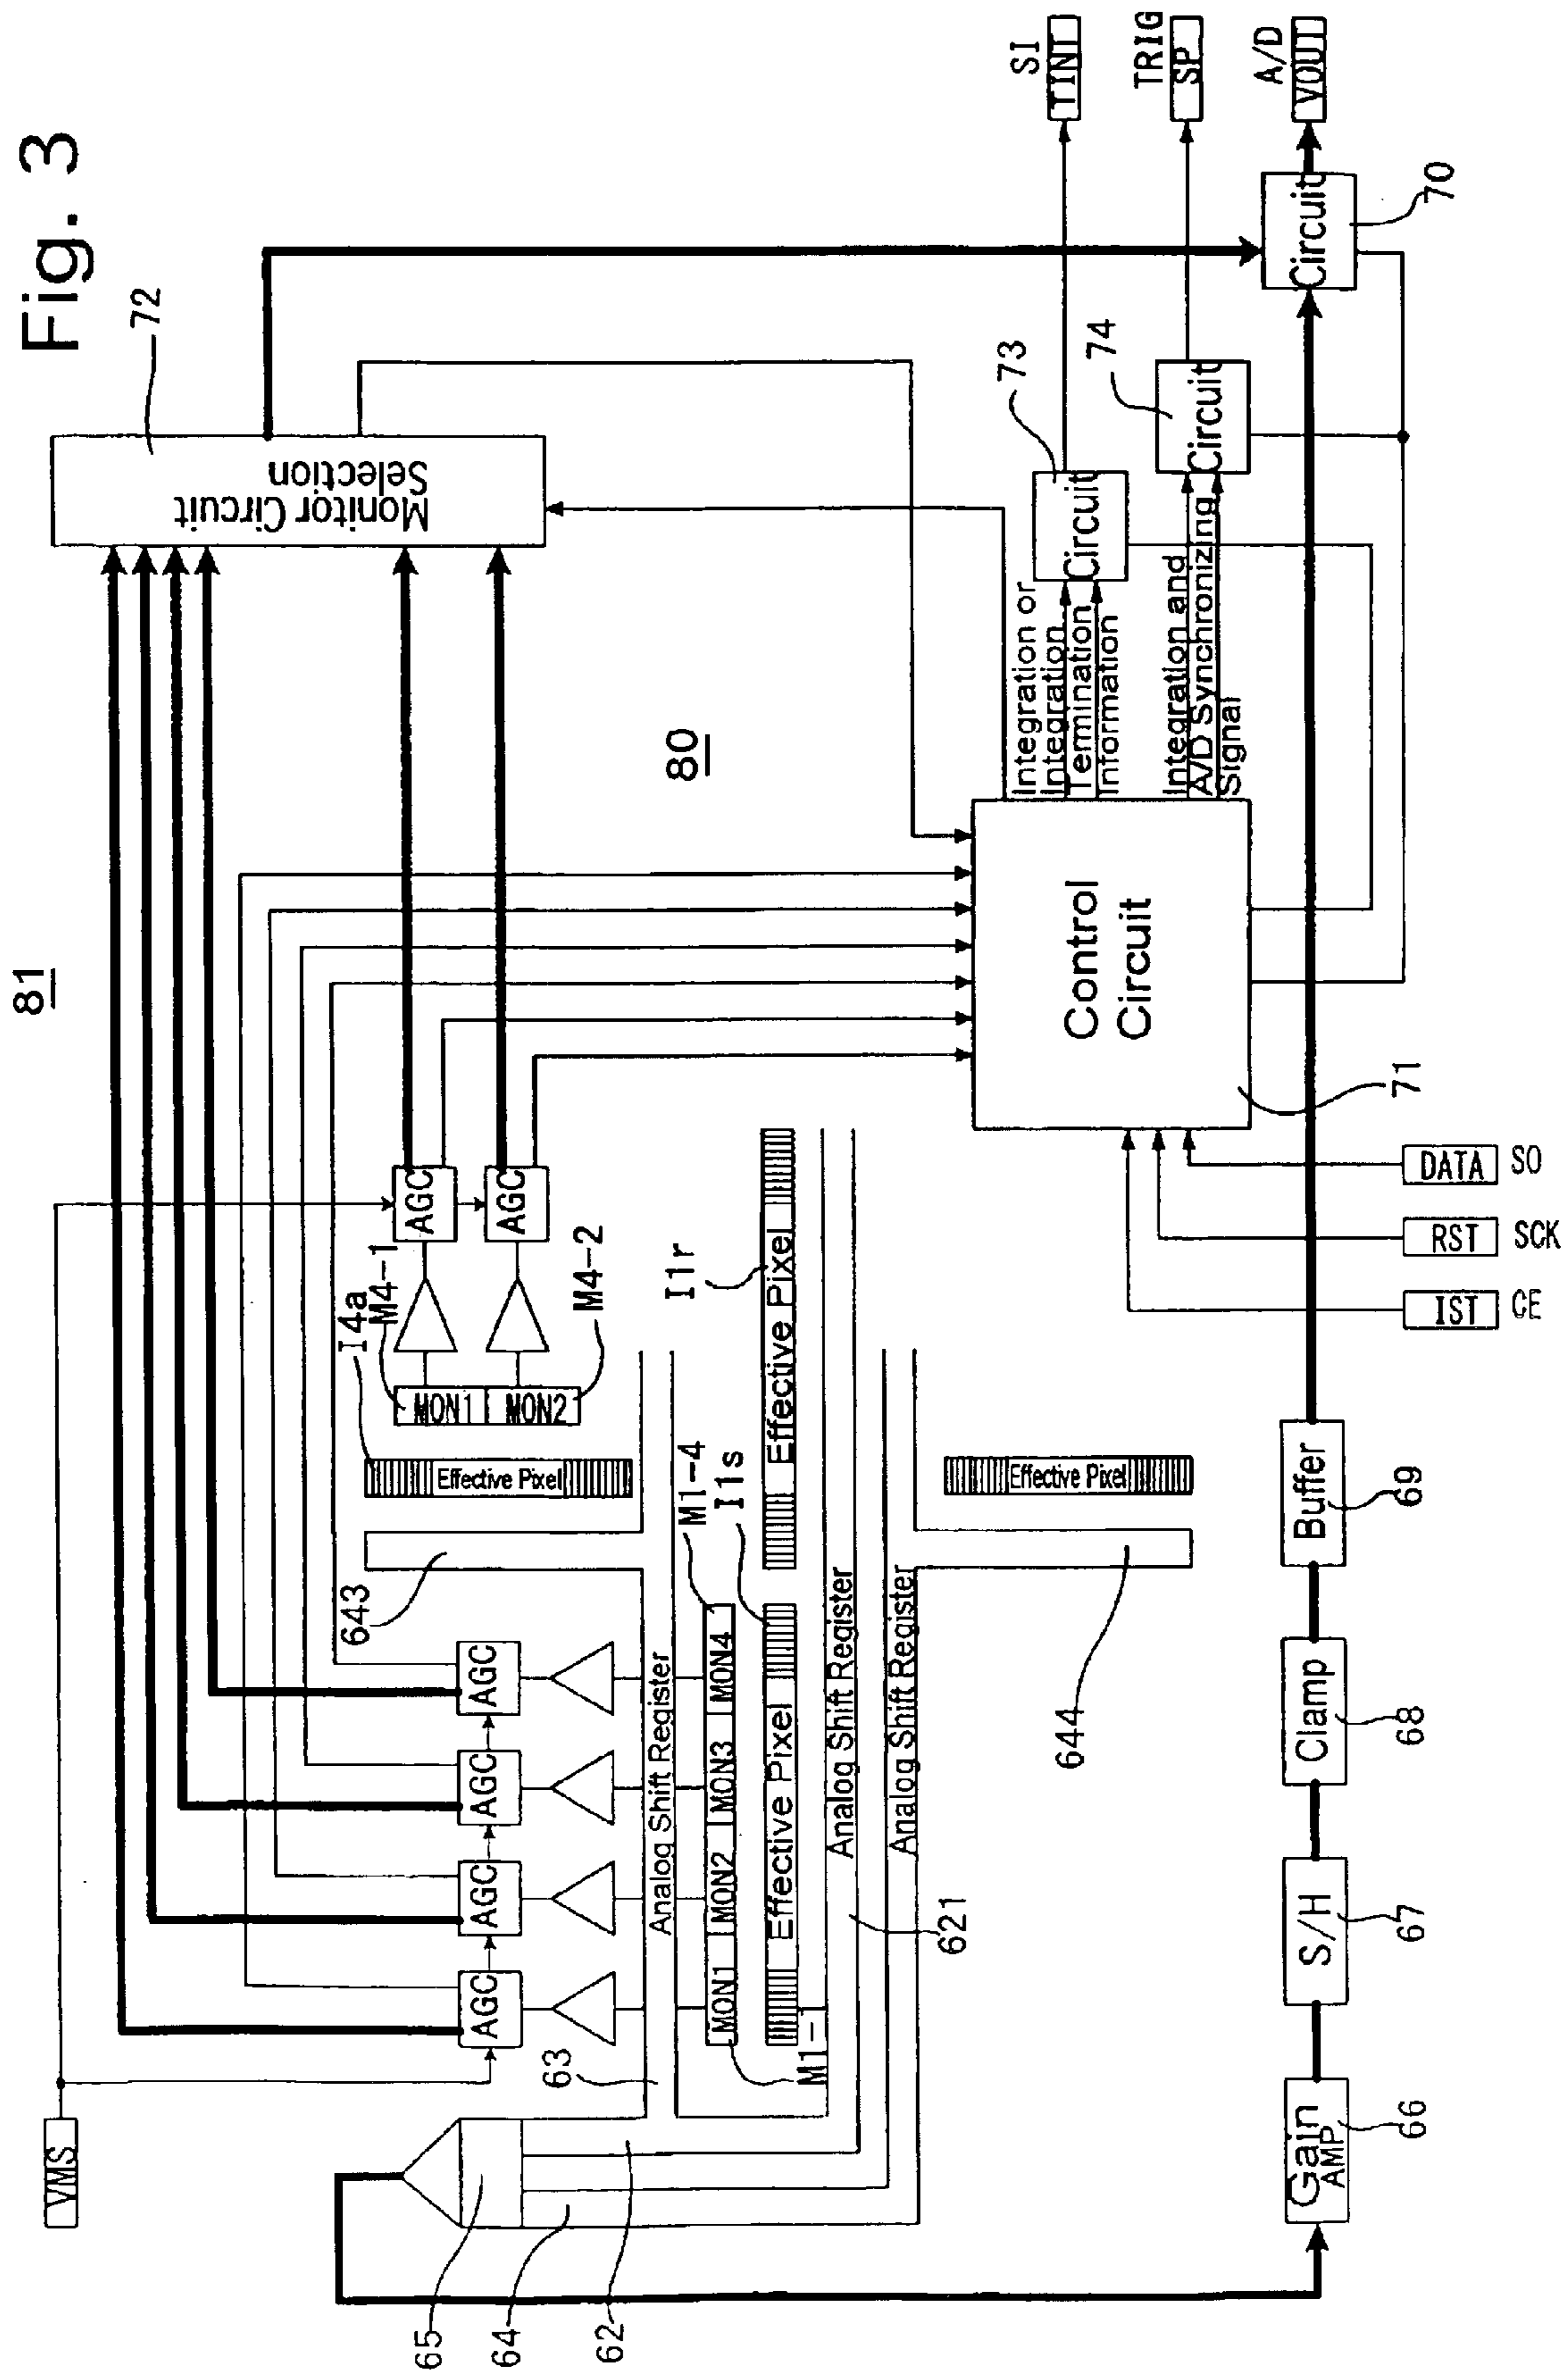 Fig. 3
81
80
72
Monitor Circuit
Selection
VMS
AGC
AGC
AGC
AGC
AGC
AGC
I4a
M4-1
MON1
MON2
M4-2
Effective Pixel
643
63
Analog Shift Register
M1-4
MON1
MON2
MON3
MON4
M1-
I1s
Effective Pixel
I1r
Effective Pixel
Analog Shift Register
621
Analog Shift Register
Effective Pixel
644
65
64
62
Control
Circuit
71
Integration or
Integration
Termination
Information
Integration and
A/D Synchronizing
Signal
73
Circuit
74
Circuit
SI
TINT
TRIG
SP
A/D
VOUT
Circuit
70
DATA
SO
RST
SCK
IST
CE
Gain
AMP
66
S/H
67
Clamp
68
Buffer
69